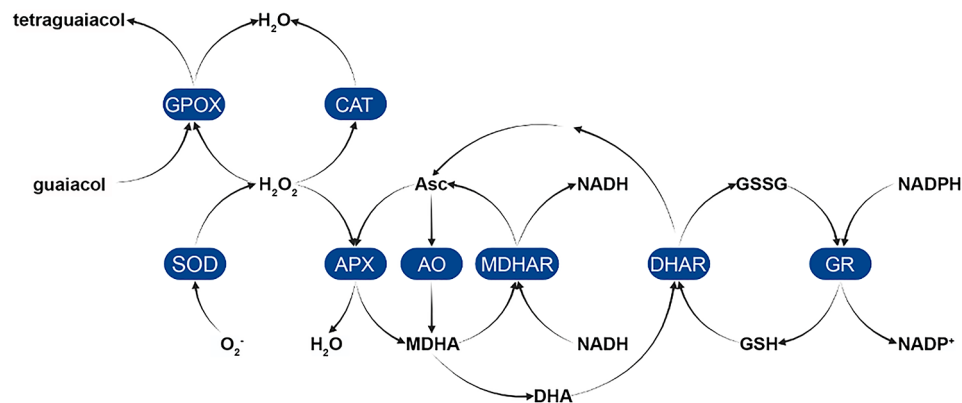 tetraguaiacol H₂O
GPOX CAT
guaiacol H₂O₂ Asc NADH GSSG NADPH
SOD APX AO MDHAR DHAR GR
O₂⁻ H₂O MDHA NADH GSH NADP⁺
DHA